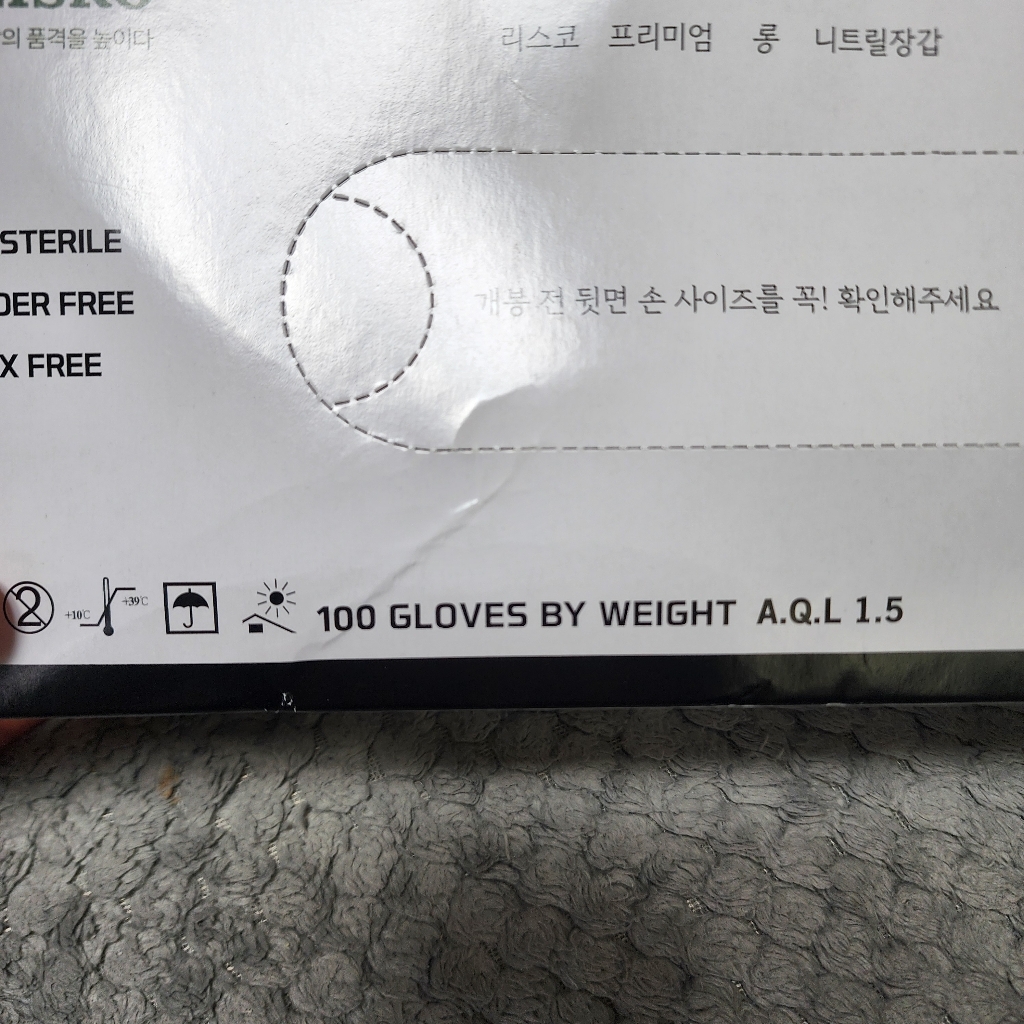 의 품격을 높이다
리스코 프리미엄 롱 니트릴장갑
STERILE
DER FREE
X FREE
개봉 전 뒷면 손 사이즈를 꼭! 확인해주세요
2 +10℃ +39℃
100 GLOVES BY WEIGHT A.Q.L 1.5